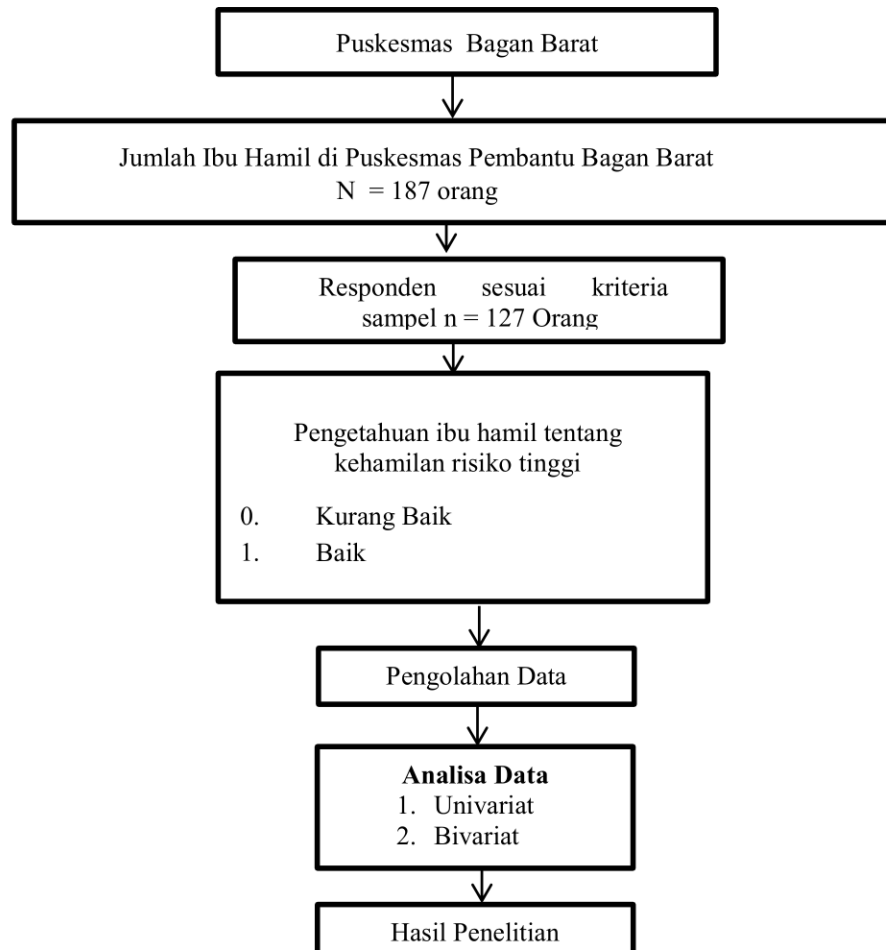 Puskesmas Bagan Barat
Jumlah Ibu Hamil di Puskesmas Pembantu Bagan Barat
N = 187 orang
Responden sesuai kriteria
sampel n = 127 Orang
Pengetahuan ibu hamil tentang
kehamilan risiko tinggi
0. Kurang Baik
1. Baik
Pengolahan Data
Analisa Data
1. Univariat
2. Bivariat
Hasil Penelitian